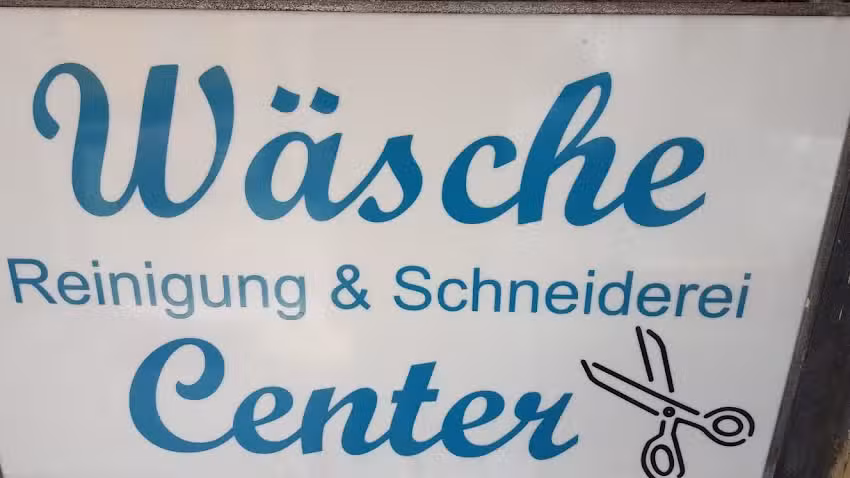 Wäsche
Reinigung & Schneiderei
Center